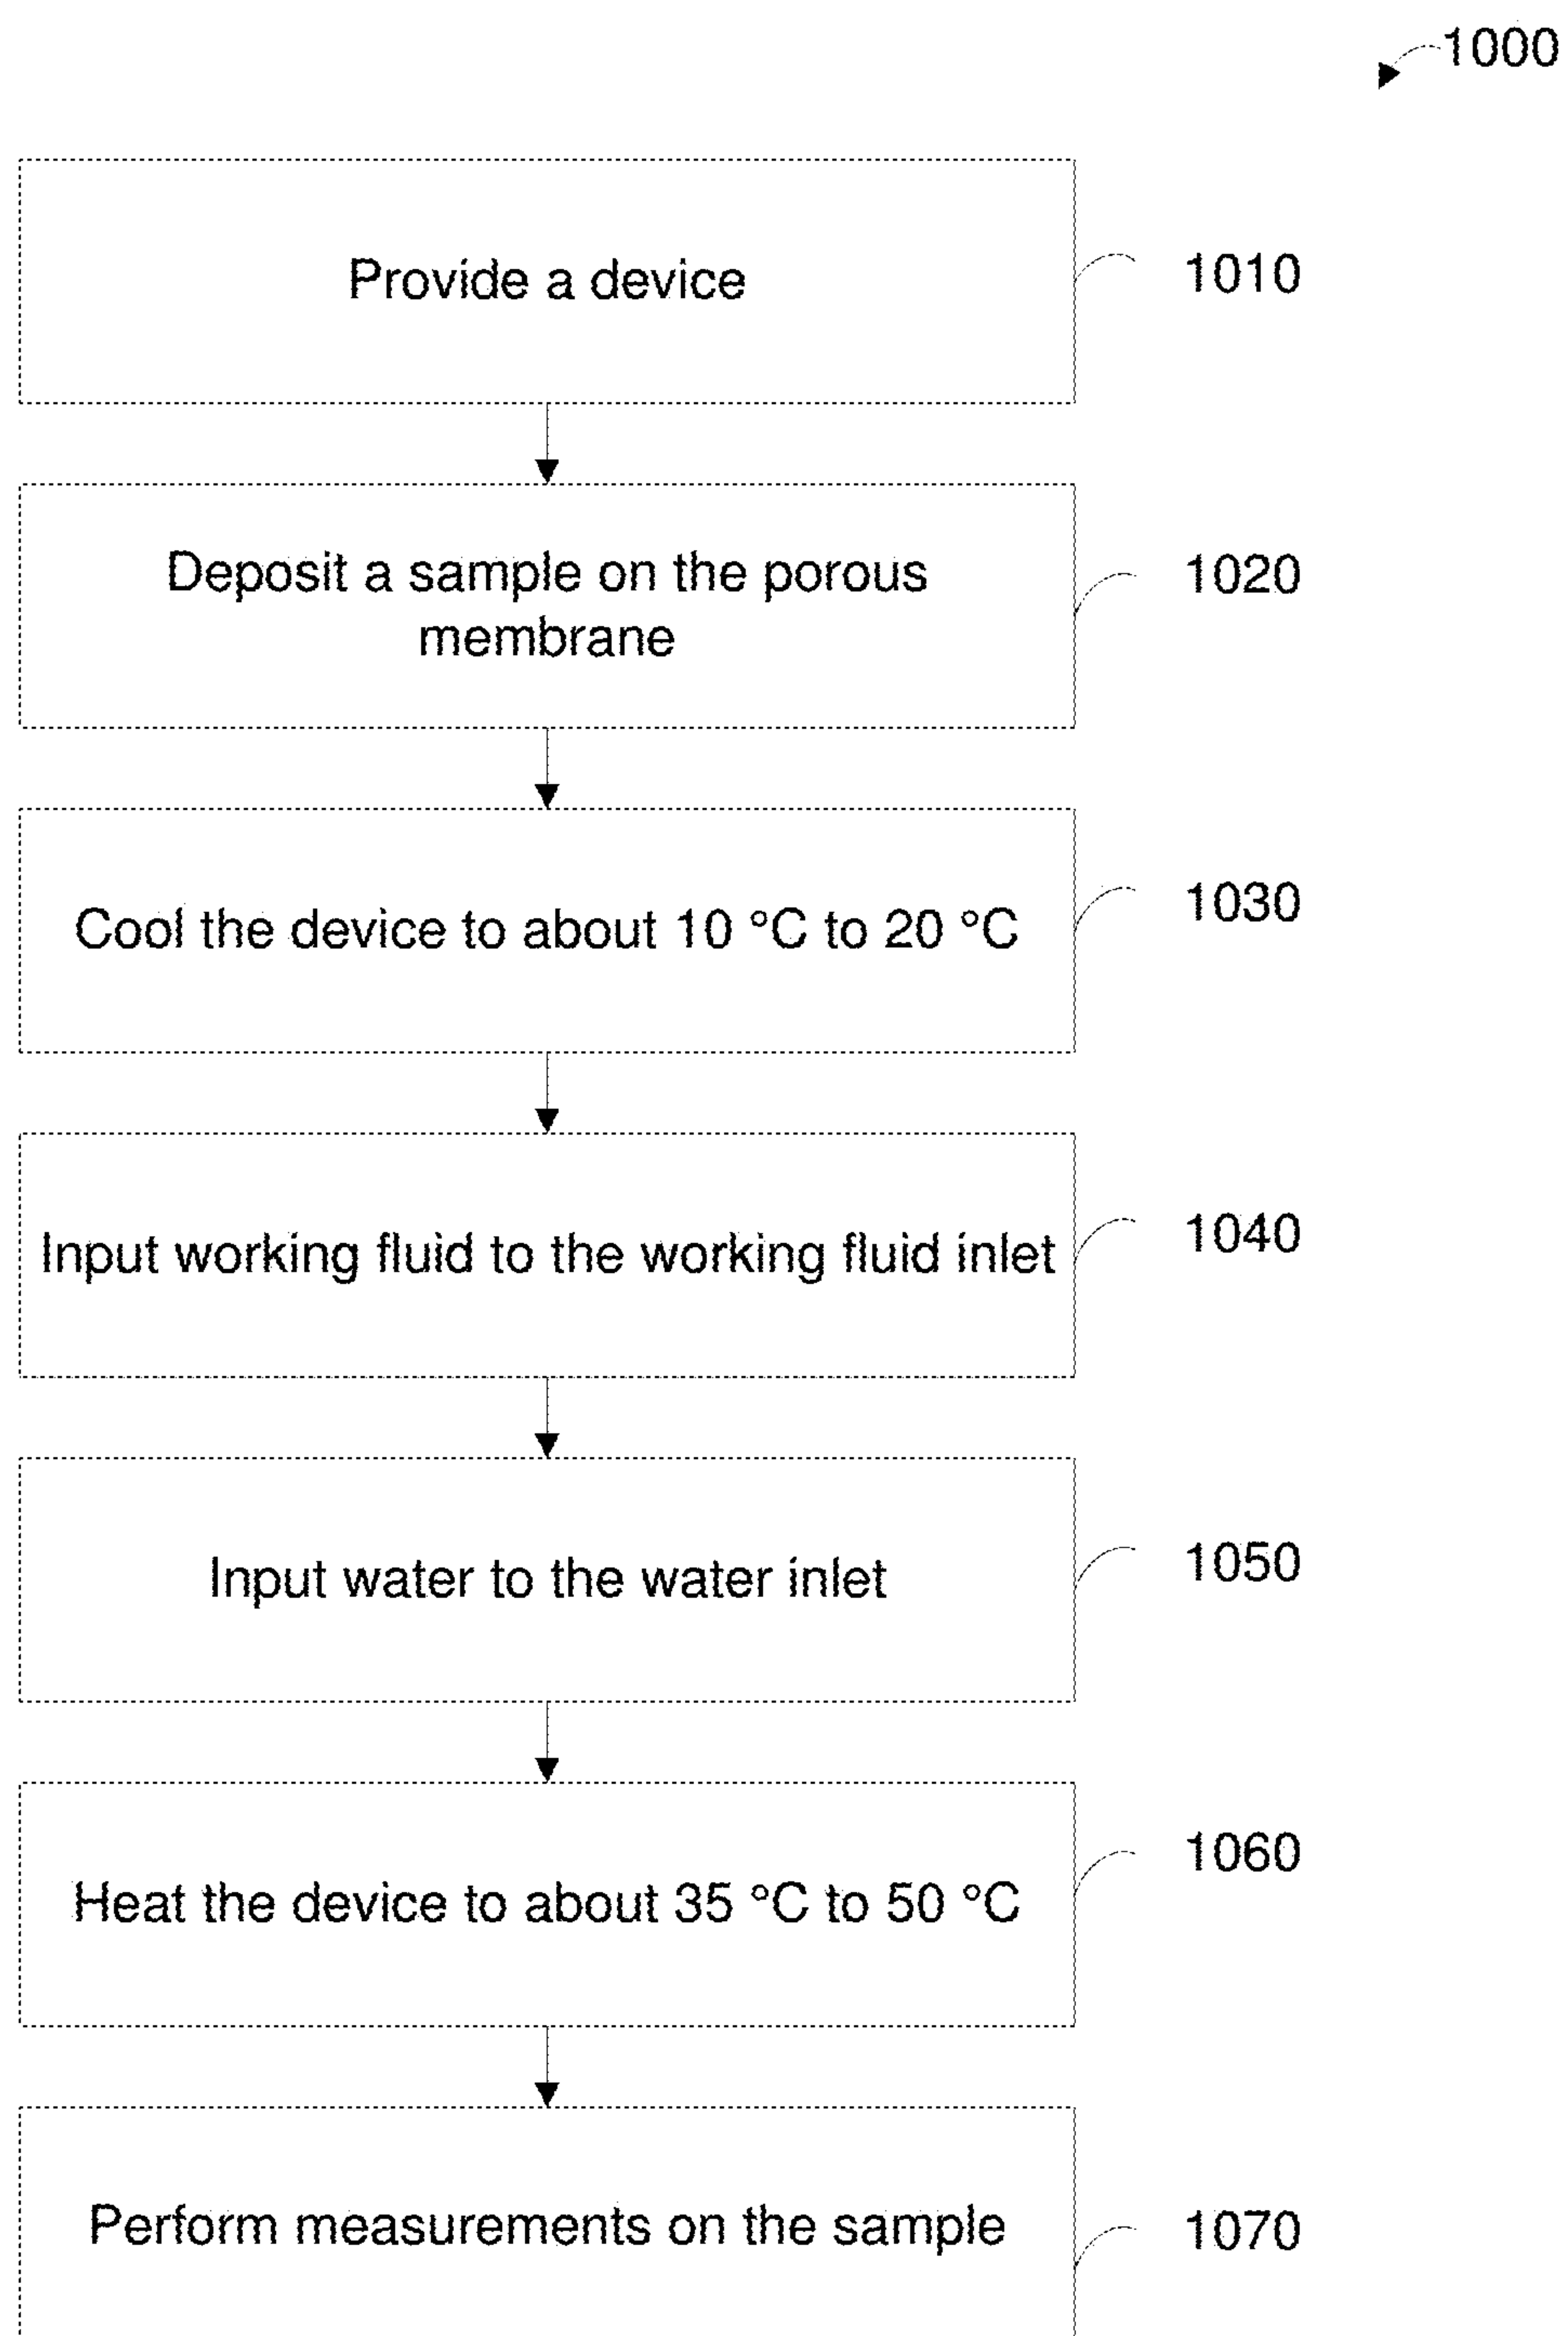 1000
Provide a device
1010
Deposit a sample on the porous
membrane
1020
Cool the device to about 10 °C to 20 °C
1030
Input working fluid to the working fluid inlet
1040
Input water to the water inlet
1050
Heat the device to about 35 °C to 50 °C
1060
Perform measurements on the sample
1070